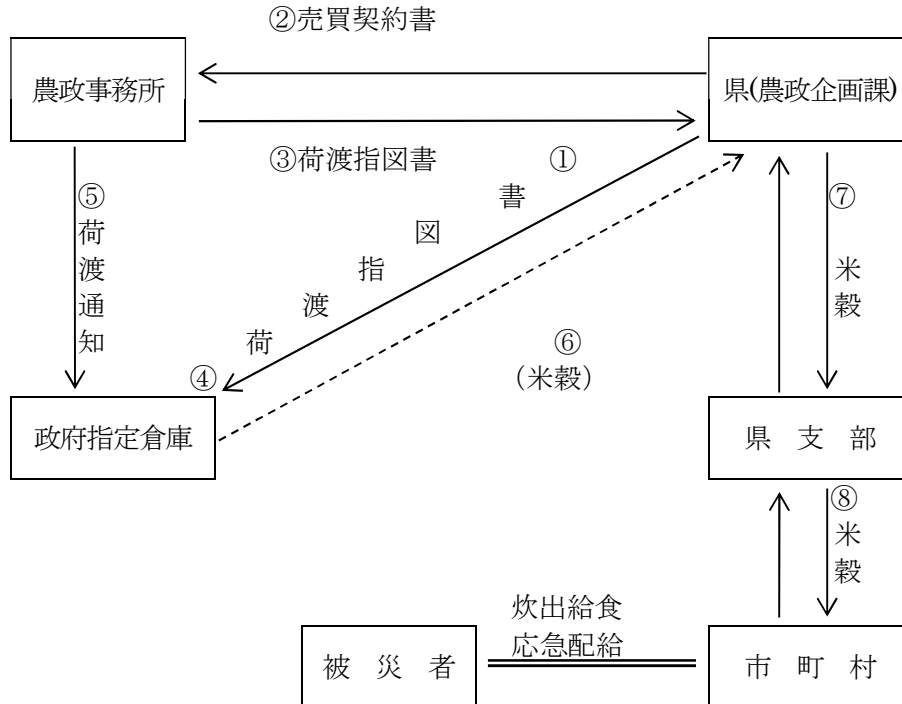 ②売買契約書
農政事務所
県(農政企画課)
③荷渡指図書
①
⑤荷渡通知
④荷渡指図書
⑥
(米穀)
⑦米穀
政府指定倉庫
県 支 部
⑧米穀
炊出給食
応急配給
被 災 者
市 町 村